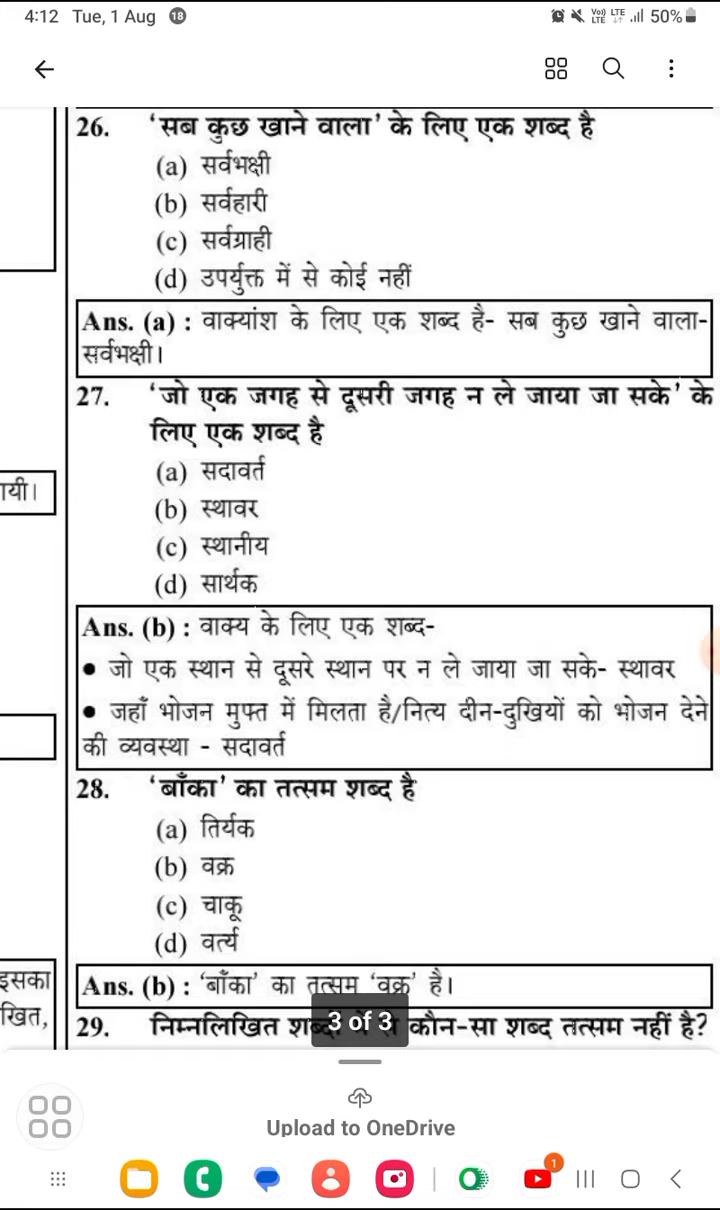 4:12 Tue, 1 Aug 18 Vo) LTE LTE 50%
26. ‘सब कुछ खाने वाला’ के लिए एक शब्द है
(a) सर्वभक्षी
(b) सर्वहारी
(c) सर्वग्राही
(d) उपर्युक्त में से कोई नहीं
Ans. (a) : वाक्यांश के लिए एक शब्द है- सब कुछ खाने वाला-
सर्वभक्षी।
27. ‘जो एक जगह से दूसरी जगह न ले जाया जा सके’ के
लिए एक शब्द है
(a) सदावर्त
यी।
(b) स्थावर
(c) स्थानीय
(d) सार्थक
Ans. (b) : वाक्य के लिए एक शब्द-
● जो एक स्थान से दूसरे स्थान पर न ले जाया जा सके- स्थावर
● जहाँ भोजन मुफ्त में मिलता है/नित्य दीन-दुखियों को भोजन देने
की व्यवस्था - सदावर्त
28. ‘बाँका’ का तत्सम शब्द है
(a) तिर्यक
(b) वक्र
(c) चाकू
(d) वर्त्य
इसका
Ans. (b) : ‘बाँका’ का तत्सम ‘वक्र’ है।
खित,
29. निम्नलिखित कौन-सा शब्द तत्सम नहीं है?
3 of 3
Upload to OneDrive
1